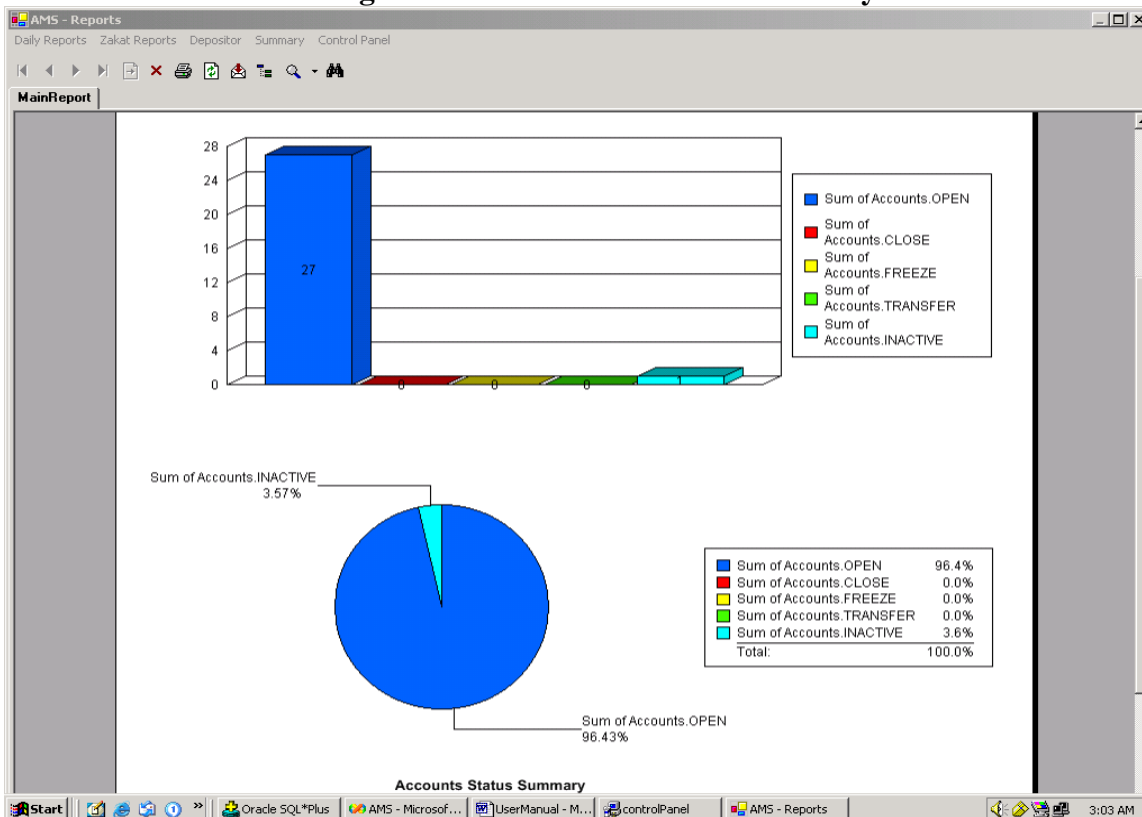 AMS - Reports
Daily Reports Zakat Reports Depositor Summary Control Panel
MainReport
28
24
20
16
12
8
4
0
27
0
0
0
Sum of Accounts.OPEN
Sum of
Accounts.CLOSE
Sum of
Accounts.FREEZE
Sum of
Accounts.TRANSFER
Sum of
Accounts.INACTIVE
Sum of Accounts.INACTIVE
3.57%
Sum of Accounts.OPEN 96.4%
Sum of Accounts.CLOSE 0.0%
Sum of Accounts.FREEZE 0.0%
Sum of Accounts.TRANSFER 0.0%
Sum of Accounts.INACTIVE 3.6%
Total: 100.0%
Sum of Accounts.OPEN
96.43%
Accounts Status Summary
Start » Oracle SQL*Plus AMS - Microsof... UserManual - M... controlPanel AMS - Reports 3:03 AM